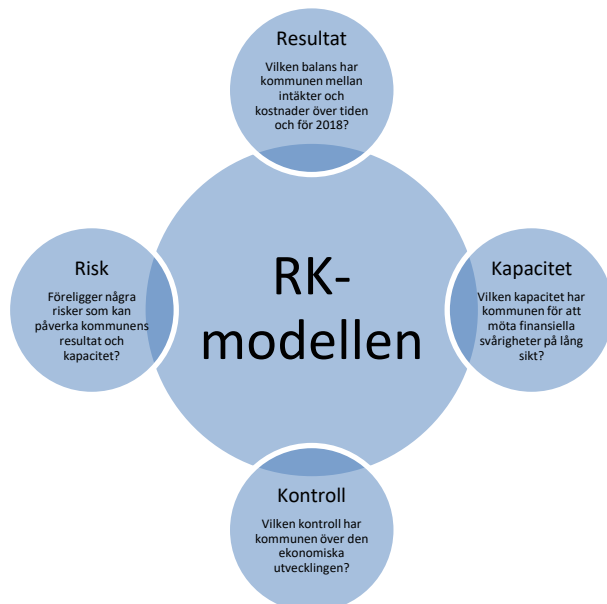 Resultat
Vilken balans har
kommunen mellan
intäkter och
kostnader över tiden
och för 2018?
Risk
Föreligger några
risker som kan
påverka kommunens
resultat och
kapacitet?
RK-
modellen
Kapacitet
Vilken kapacitet har
kommunen för att
möta finansiella
svårigheter på lång
sikt?
Kontroll
Vilken kontroll har
kommunen över den
ekonomiska
utvecklingen?